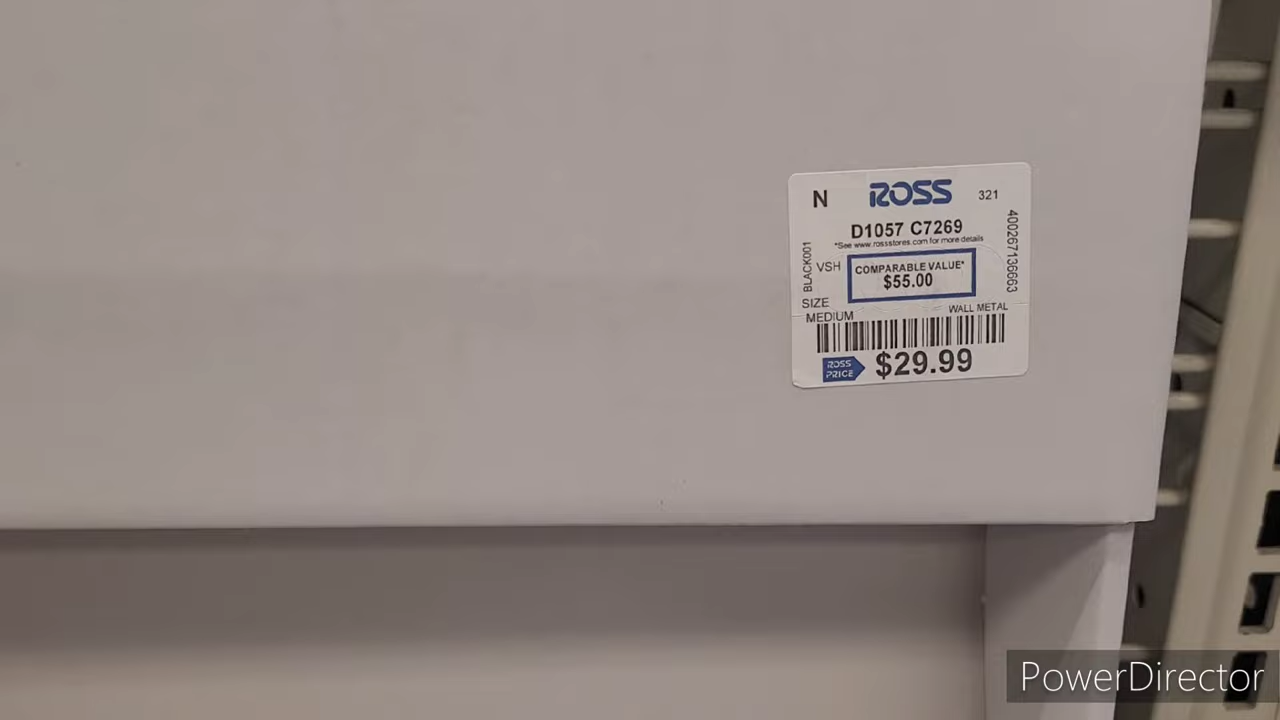 N ROSS 321
D1057 C7269
*See www.rossstores.com for more details
BLACK001
VSH
COMPARABLE VALUE*
$55.00
400267136663
SIZE
MEDIUM
WALL METAL
ROSS
PRICE
$29.99
PowerDirector